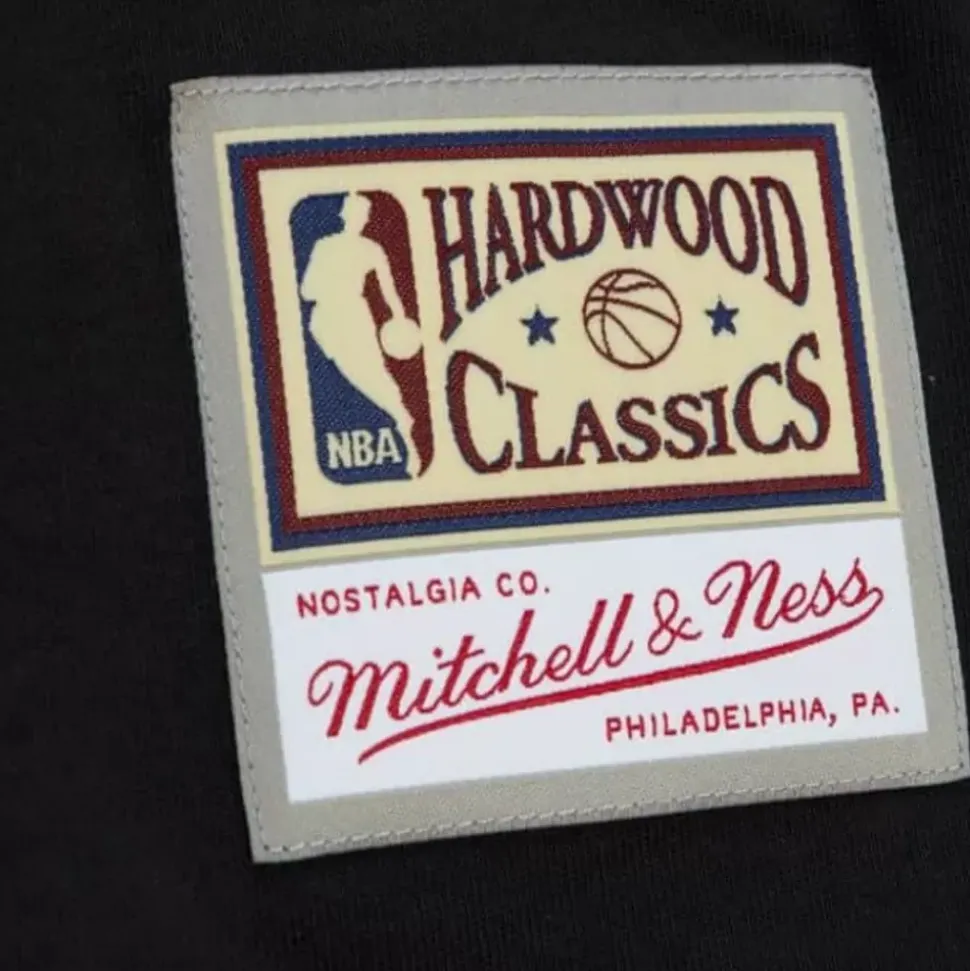 HARDWOOD
CLASSICS
NBA
NOSTALGIA CO.
Mitchell & Ness
PHILADELPHIA, PA.